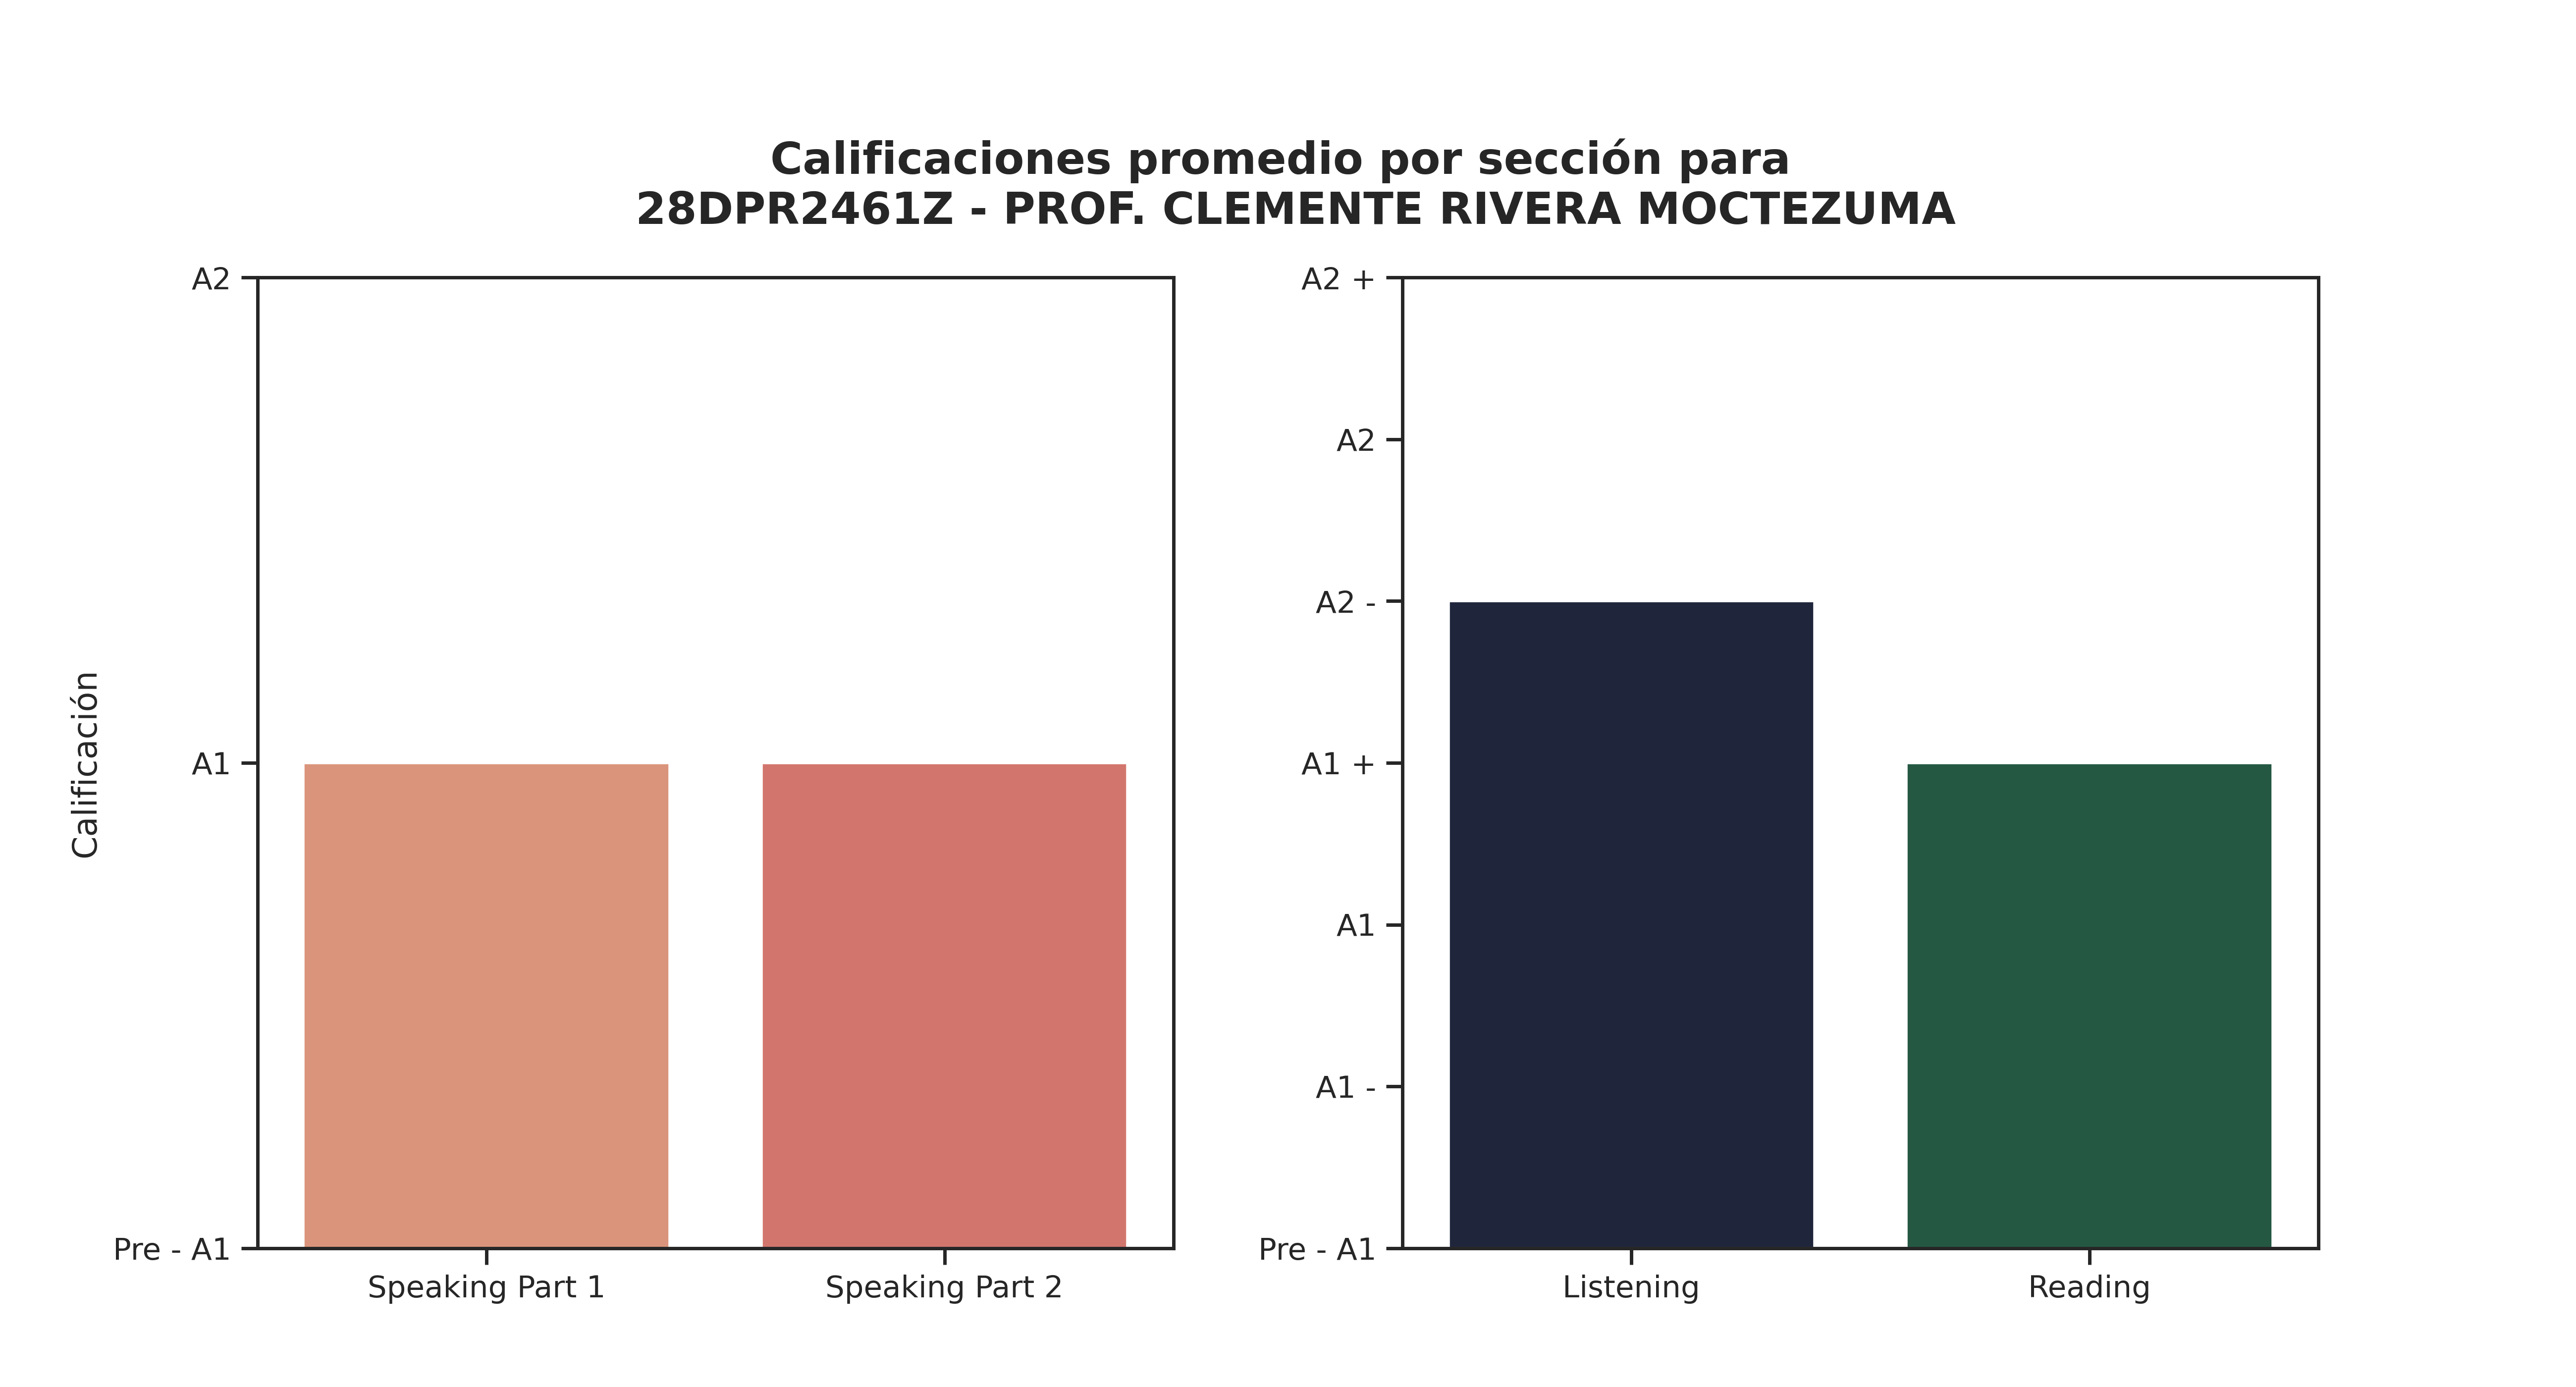 Calificaciones promedio por sección para
28DPR2461Z - PROF. CLEMENTE RIVERA MOCTEZUMA
Calificación
A2
A1
Pre - A1
Speaking Part 1
Speaking Part 2
A2 +
A2
A2 -
A1 +
A1
A1 -
Pre - A1
Listening
Reading